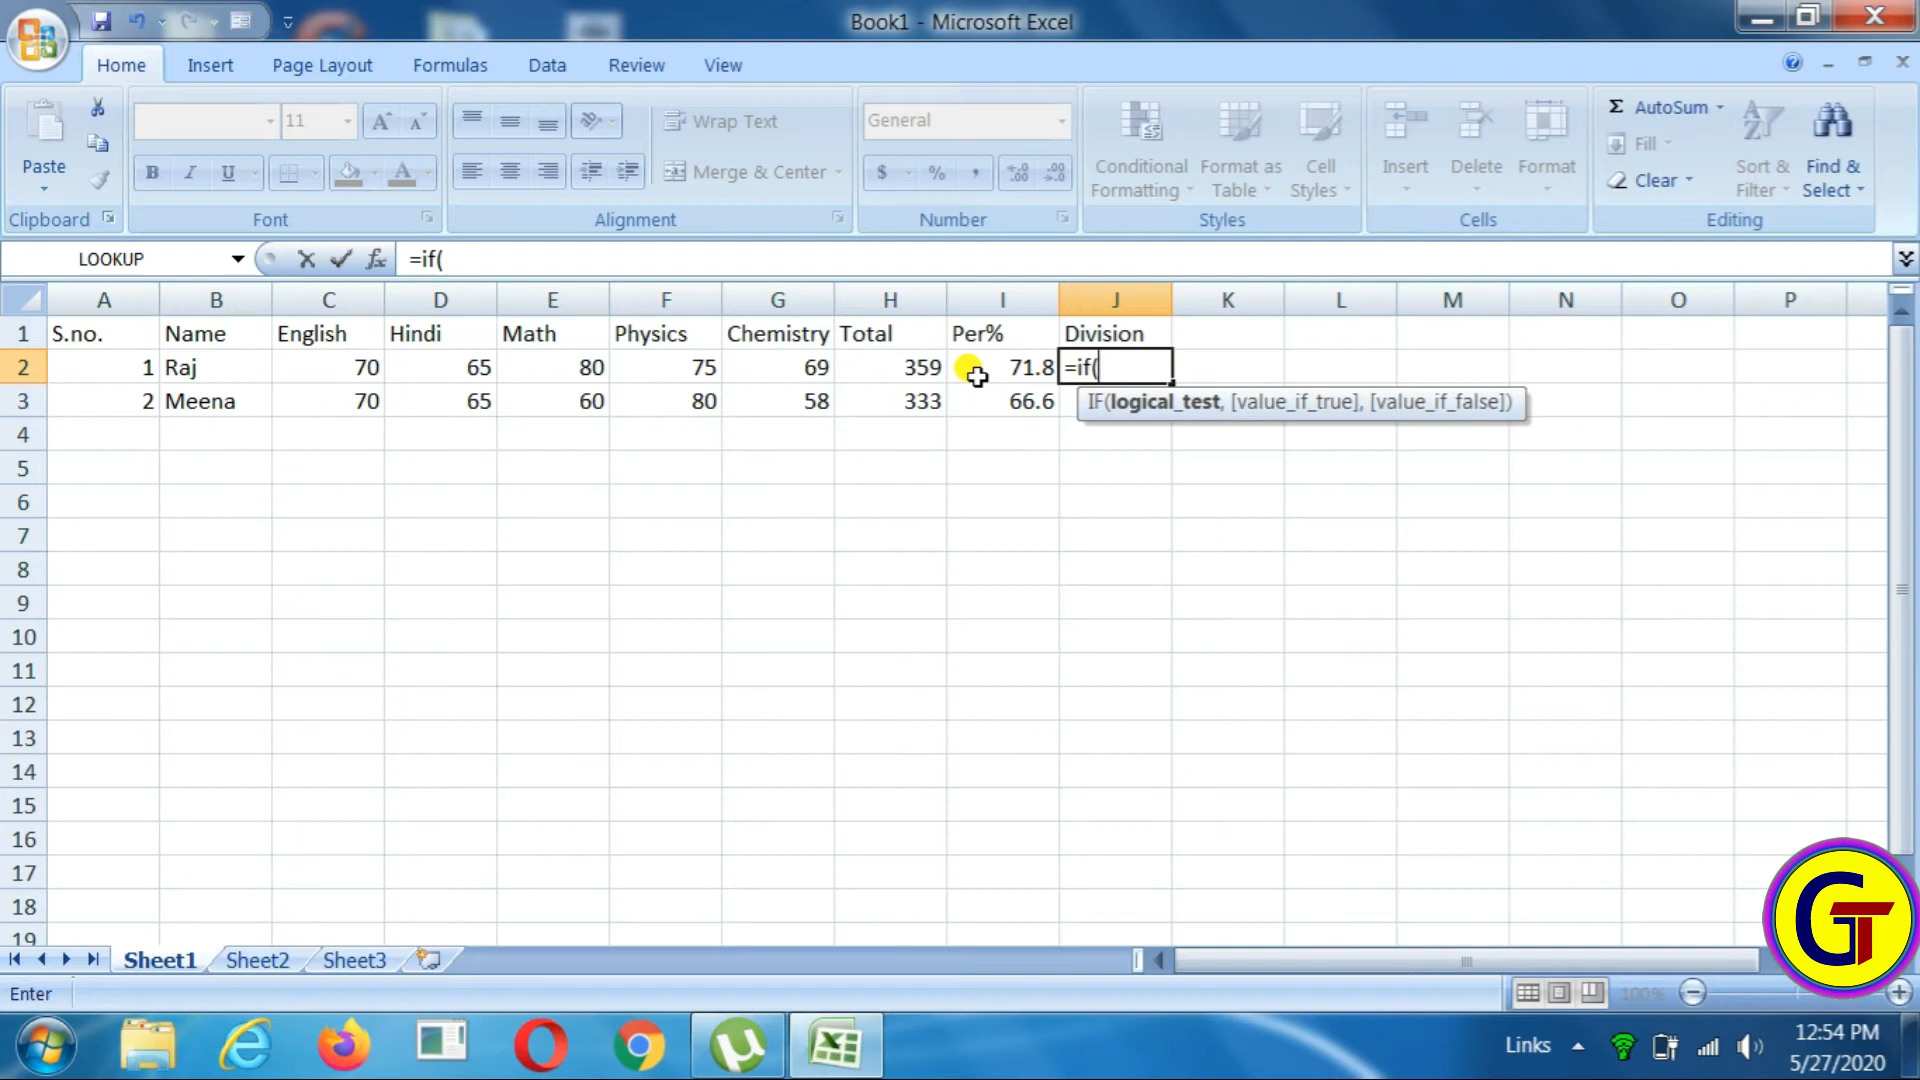 Book1 - Microsoft Excel
Home Insert Page Layout Formulas Data Review View
Paste
Clipboard
11
B I U
Font
Wrap Text
Merge & Center
Alignment
General
$ % ,
Number
Conditional Formatting
Format as Table
Cell Styles
Styles
Insert Delete Format
Cells
Σ AutoSum
Fill
Clear
Sort & Filter
Find & Select
Editing
LOOKUP =if(
A B C D E F G H I J K L M N O P
1 S.no. Name English Hindi Math Physics Chemistry Total Per% Division
2 1 Raj 70 65 80 75 69 359 71.8 =if(
3 2 Meena 70 65 60 80 58 333 66.6
IF(logical_test, [value_if_true], [value_if_false])
4
5
6
7
8
9
10
11
12
13
14
15
16
17
18
19
GT
Sheet1 Sheet2 Sheet3
Enter 100%
Links 12:54 PM
5/27/2020